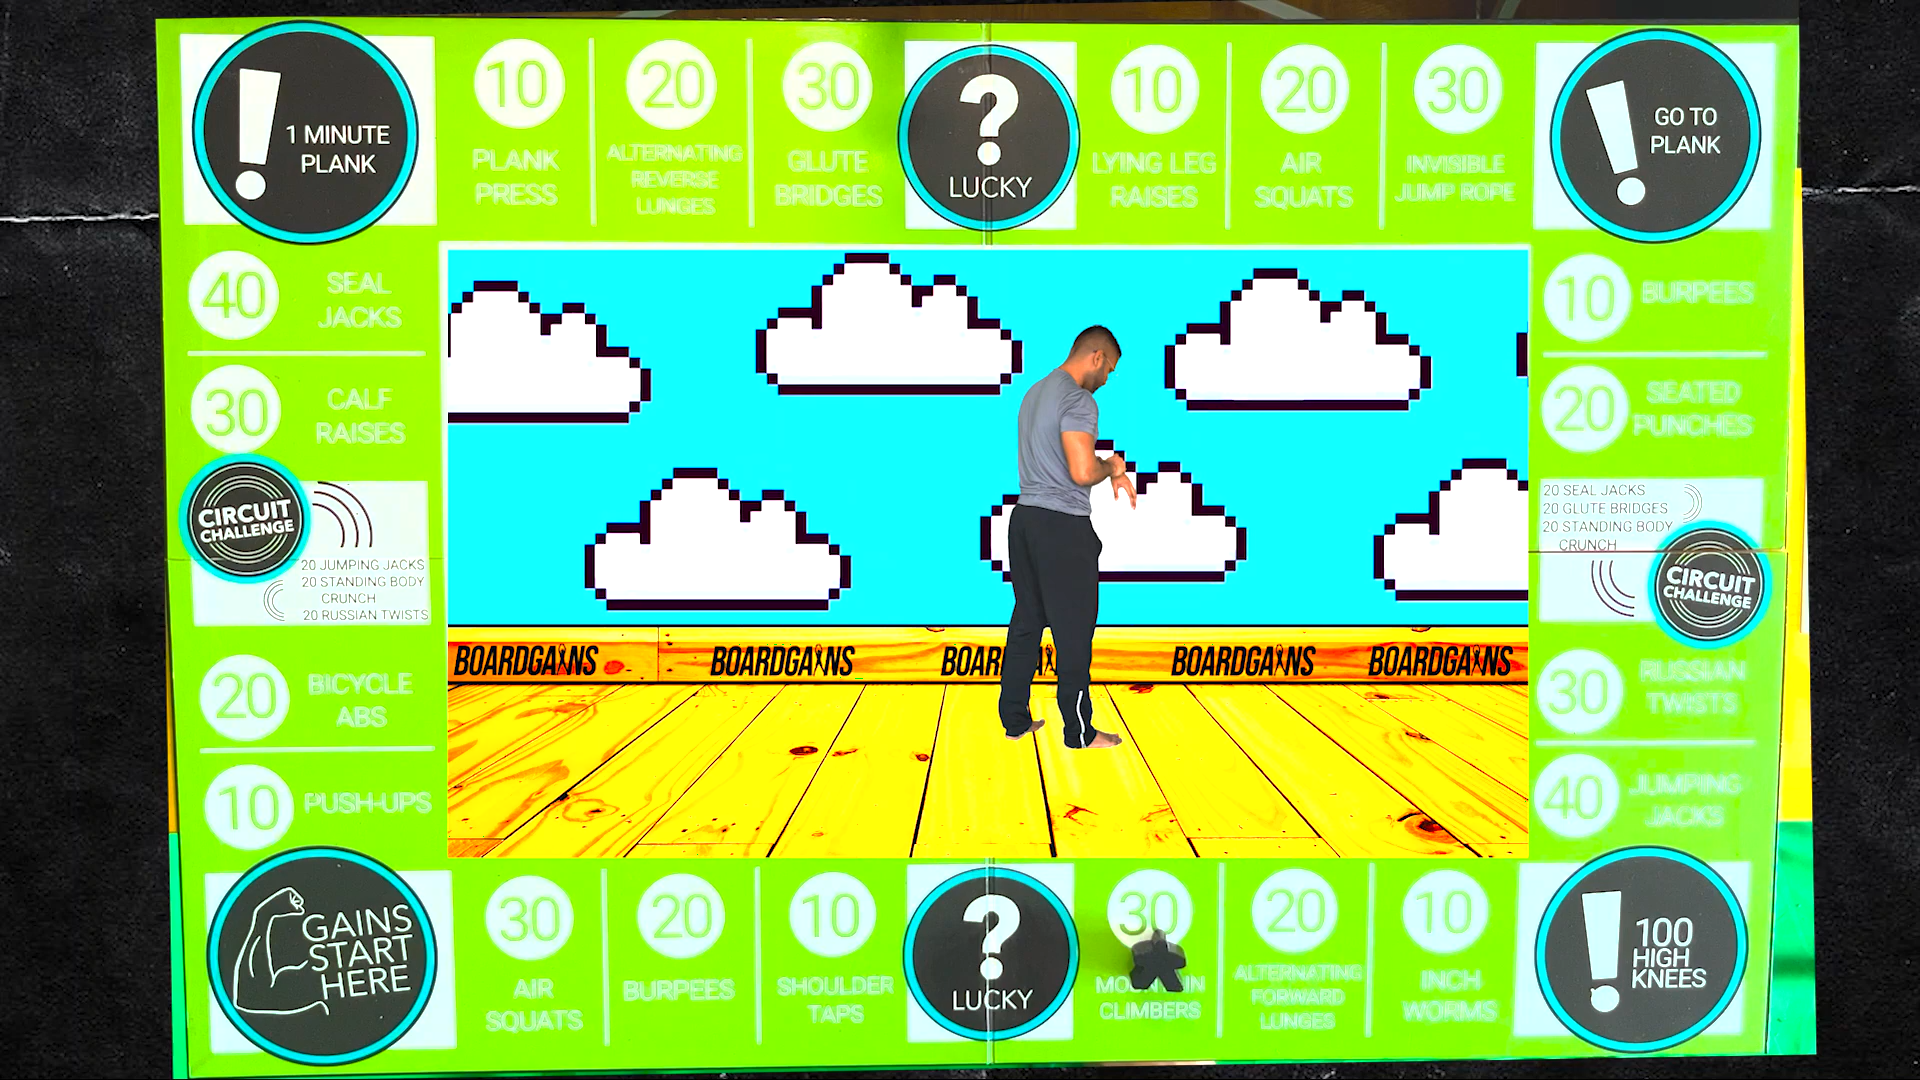 1 MINUTE
PLANK
10
PLANK
PRESS
20
ALTERNATING
REVERSE
LUNGES
30
GLUTE
BRIDGES
?
LUCKY
10
LYING LEG
RAISES
20
AIR
SQUATS
30
INVISIBLE
JUMP ROPE
!
GO TO
PLANK
40
SEAL
JACKS
30
CALF
RAISES
CIRCUIT
CHALLENGE
20 JUMPING JACKS
20 STANDING BODY
CRUNCH
20 RUSSIAN TWISTS
20
BICYCLE
ABS
10
PUSH-UPS
10
BURPEES
20
SEATED
PUNCHES
20 SEAL JACKS
20 GLUTE BRIDGES
20 STANDING BODY
CRUNCH
CIRCUIT
CHALLENGE
30
RUSSIAN
TWISTS
40
JUMPING
JACKS
BOARDGAINS BOARDGAINS BOARDGAINS BOARDGAINS BOARDGAINS
GAINS
START
HERE
30
AIR
SQUATS
20
BURPEES
10
SHOULDER
TAPS
?
LUCKY
30
MOUNTAIN
CLIMBERS
20
ALTERNATING
FORWARD
LUNGES
10
INCH
WORMS
!
100
HIGH
KNEES